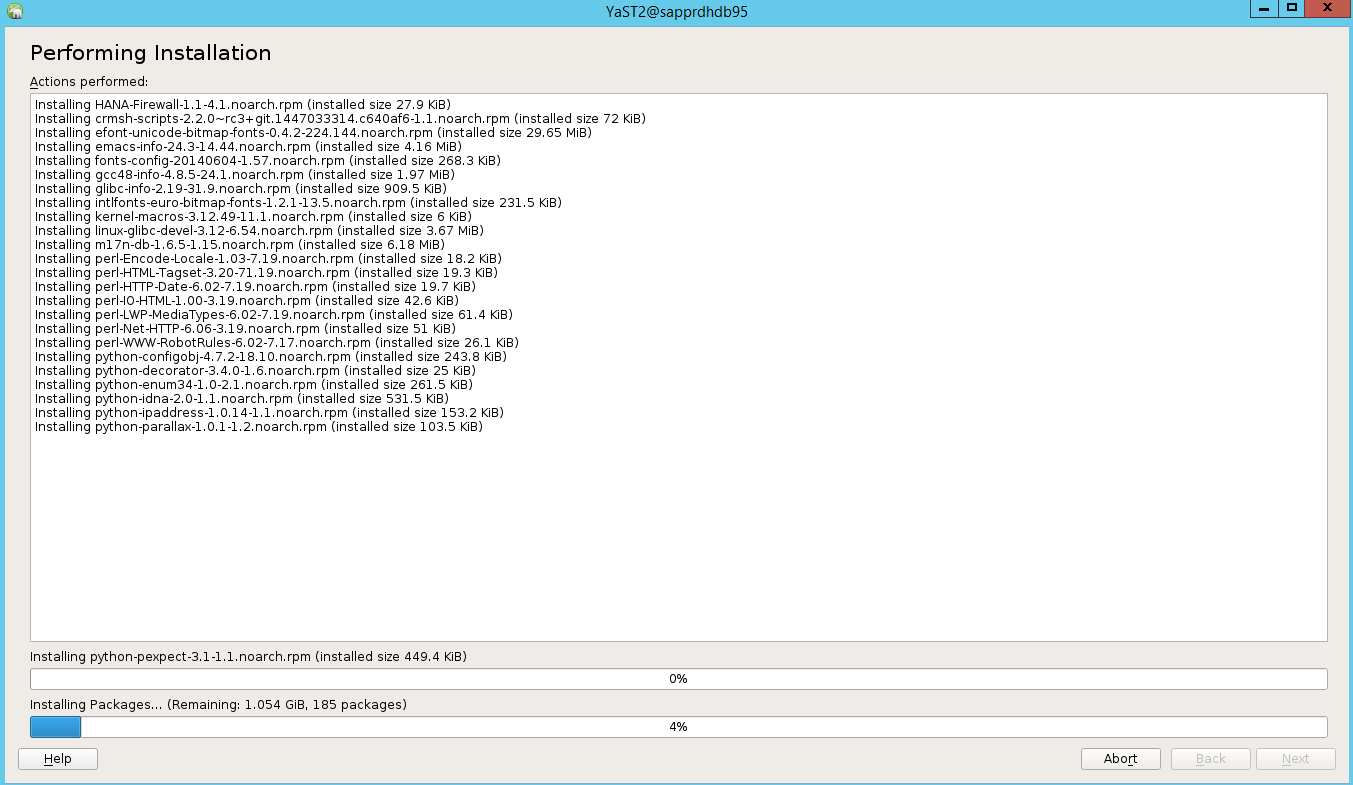 YaST2@sapprdhdb95
Performing Installation
Actions performed:
Installing HANA-Firewall-1.1-4.1.noarch.rpm (installed size 27.9 KiB)
Installing crmsh-scripts-2.2.0~rc3+git.1447033314.c640af6-1.1.noarch.rpm (installed size 72 KiB)
Installing efont-unicode-bitmap-fonts-0.4.2-224.144.noarch.rpm (installed size 29.65 MiB)
Installing emacs-info-24.3-14.44.noarch.rpm (installed size 4.16 MiB)
Installing fonts-config-20140604-1.57.noarch.rpm (installed size 268.3 KiB)
Installing gcc48-info-4.8.5-24.1.noarch.rpm (installed size 1.97 MiB)
Installing glibc-info-2.19-31.9.noarch.rpm (installed size 909.5 KiB)
Installing intlfonts-euro-bitmap-fonts-1.2.1-13.5.noarch.rpm (installed size 231.5 KiB)
Installing kernel-macros-3.12.49-11.1.noarch.rpm (installed size 6 KiB)
Installing linux-glibc-devel-3.12-6.54.noarch.rpm (installed size 3.67 MiB)
Installing m17n-db-1.6.5-1.15.noarch.rpm (installed size 6.18 MiB)
Installing perl-Encode-Locale-1.03-7.19.noarch.rpm (installed size 18.2 KiB)
Installing perl-HTML-Tagset-3.20-71.19.noarch.rpm (installed size 19.3 KiB)
Installing perl-HTTP-Date-6.02-7.19.noarch.rpm (installed size 19.7 KiB)
Installing perl-IO-HTML-1.00-3.19.noarch.rpm (installed size 42.6 KiB)
Installing perl-LWP-MediaTypes-6.02-7.19.noarch.rpm (installed size 61.4 KiB)
Installing perl-Net-HTTP-6.06-3.19.noarch.rpm (installed size 51 KiB)
Installing perl-WWW-RobotRules-6.02-7.17.noarch.rpm (installed size 26.1 KiB)
Installing python-configobj-4.7.2-18.10.noarch.rpm (installed size 243.8 KiB)
Installing python-decorator-3.4.0-1.6.noarch.rpm (installed size 25 KiB)
Installing python-enum34-1.0-2.1.noarch.rpm (installed size 261.5 KiB)
Installing python-idna-2.0-1.1.noarch.rpm (installed size 531.5 KiB)
Installing python-ipaddress-1.0.14-1.1.noarch.rpm (installed size 153.2 KiB)
Installing python-parallax-1.0.1-1.2.noarch.rpm (installed size 103.5 KiB)
Installing python-pexpect-3.1-1.1.noarch.rpm (installed size 449.4 KiB)
0%
Installing Packages... (Remaining: 1.054 GiB, 185 packages)
4%
Help Abort Back Next